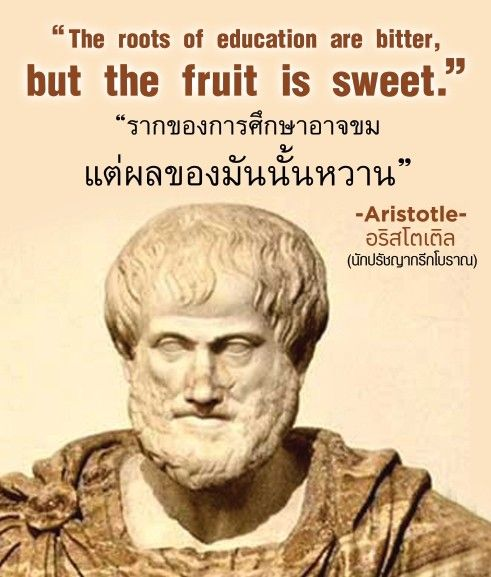 “The roots of education are bitter,
but the fruit is sweet.”
“รากของการศึกษาอาจขม
แต่ผลของมันนั้นหวาน”
-Aristotle-
อริสโตเติล
(นักปรัชญากรีกโบราณ)